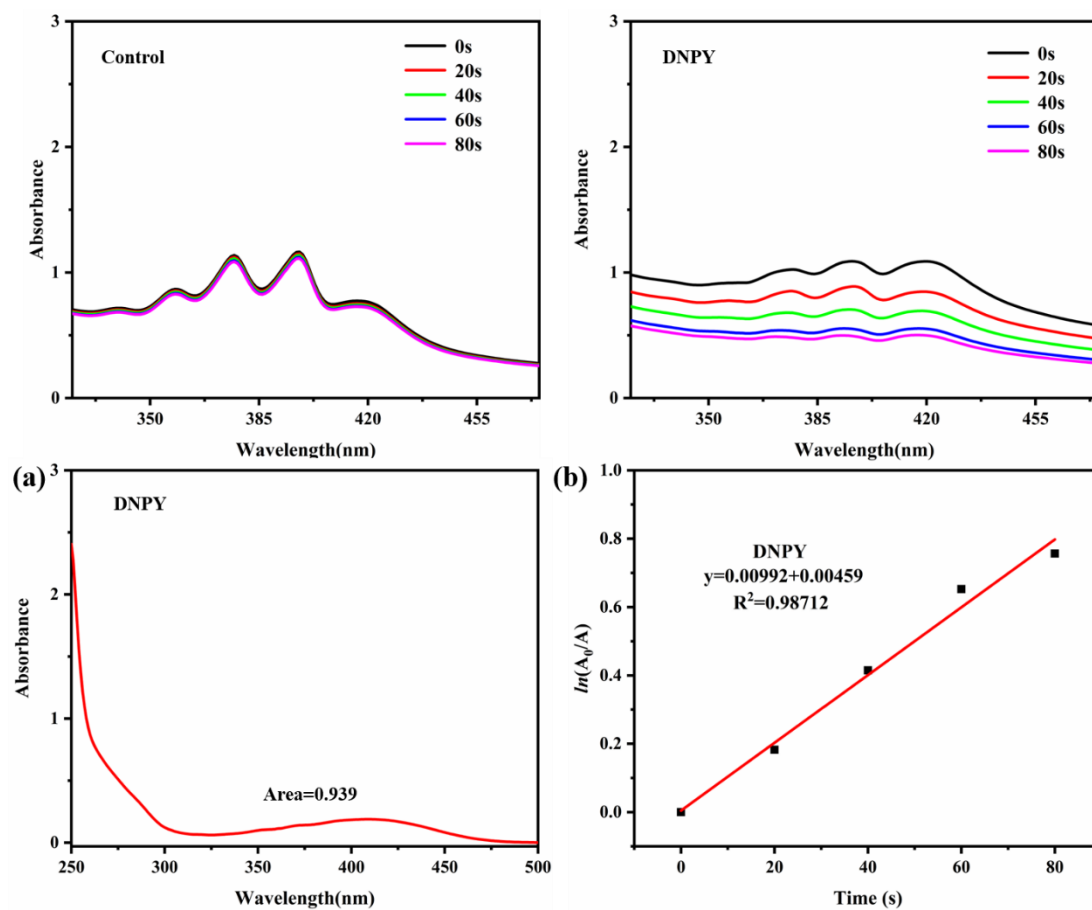 3
2
1
0
Absorbance
Control
0s
20s
40s
60s
80s
350
385
420
455
Wavelength(nm)
3
2
1
0
Absorbance
DNPY
0s
20s
40s
60s
80s
350
385
420
455
Wavelength(nm)
(a)
3
2
1
0
Absorbance
DNPY
Area=0.939
250
300
350
400
450
500
Wavelength(nm)
(b)
1.0
0.8
0.6
0.4
0.2
0.0
ln(A₀/A)
DNPY
y=0.00992+0.00459
R²=0.98712
0
20
40
60
80
Time (s)